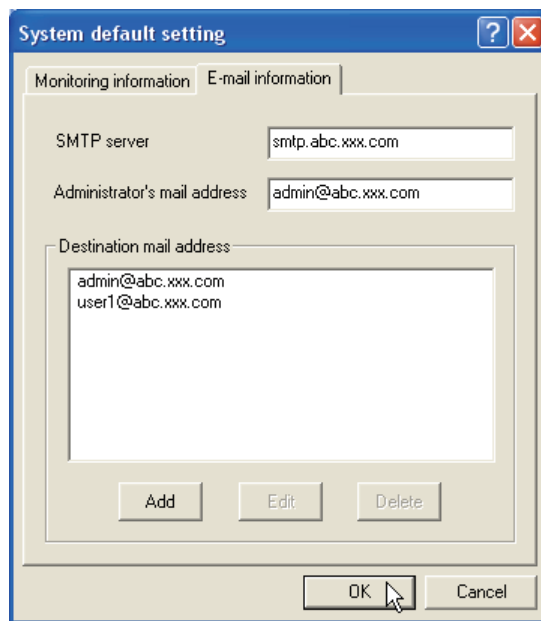 System default setting
Monitoring information E-mail information
SMTP server smtp.abc.xxx.com
Administrator's mail address admin@abc.xxx.com
Destination mail address
admin@abc.xxx.com
user1@abc.xxx.com
Add Edit Delete
OK Cancel